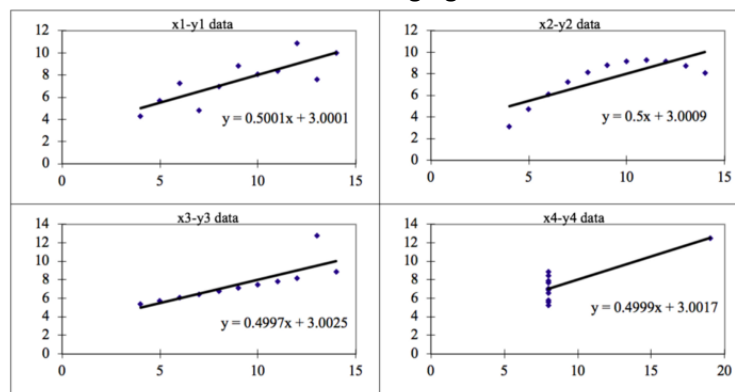 x1-y1 data
12
10
8
6
4
2
0
y = 0.5001x + 3.0001
0 5 10 15
x2-y2 data
12
10
8
6
4
2
0
y = 0.5x + 3.0009
0 5 10 15
x3-y3 data
14
12
10
8
6
4
2
0
y = 0.4997x + 3.0025
0 5 10 15
x4-y4 data
14
12
10
8
6
4
2
0
y = 0.4999x + 3.0017
0 5 10 15 20